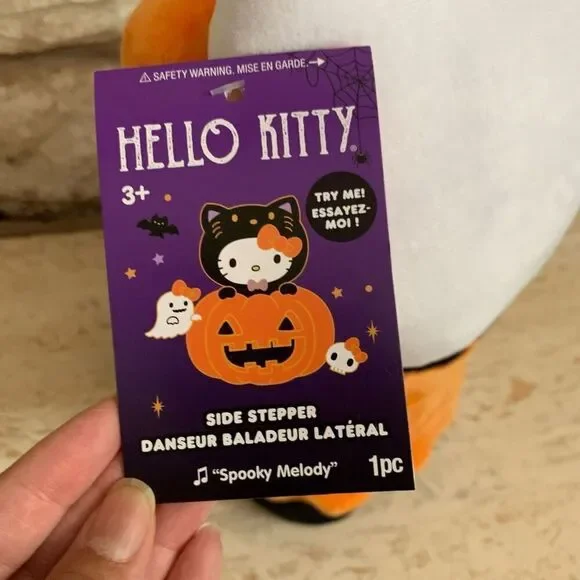 ⚠ SAFETY WARNING. MISE EN GARDE.→
HELLO KITTY®
3+
TRY ME!
ESSAYEZ-
MOI !
SIDE STEPPER
DANSEUR BALADEUR LATÉRAL
♫ “Spooky Melody”
1pc